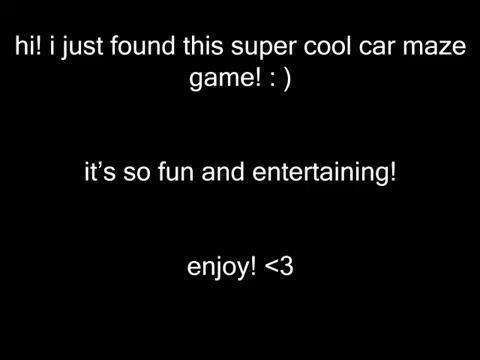 hi! i just found this super cool car maze
game! : )
it’s so fun and entertaining!
enjoy! <3